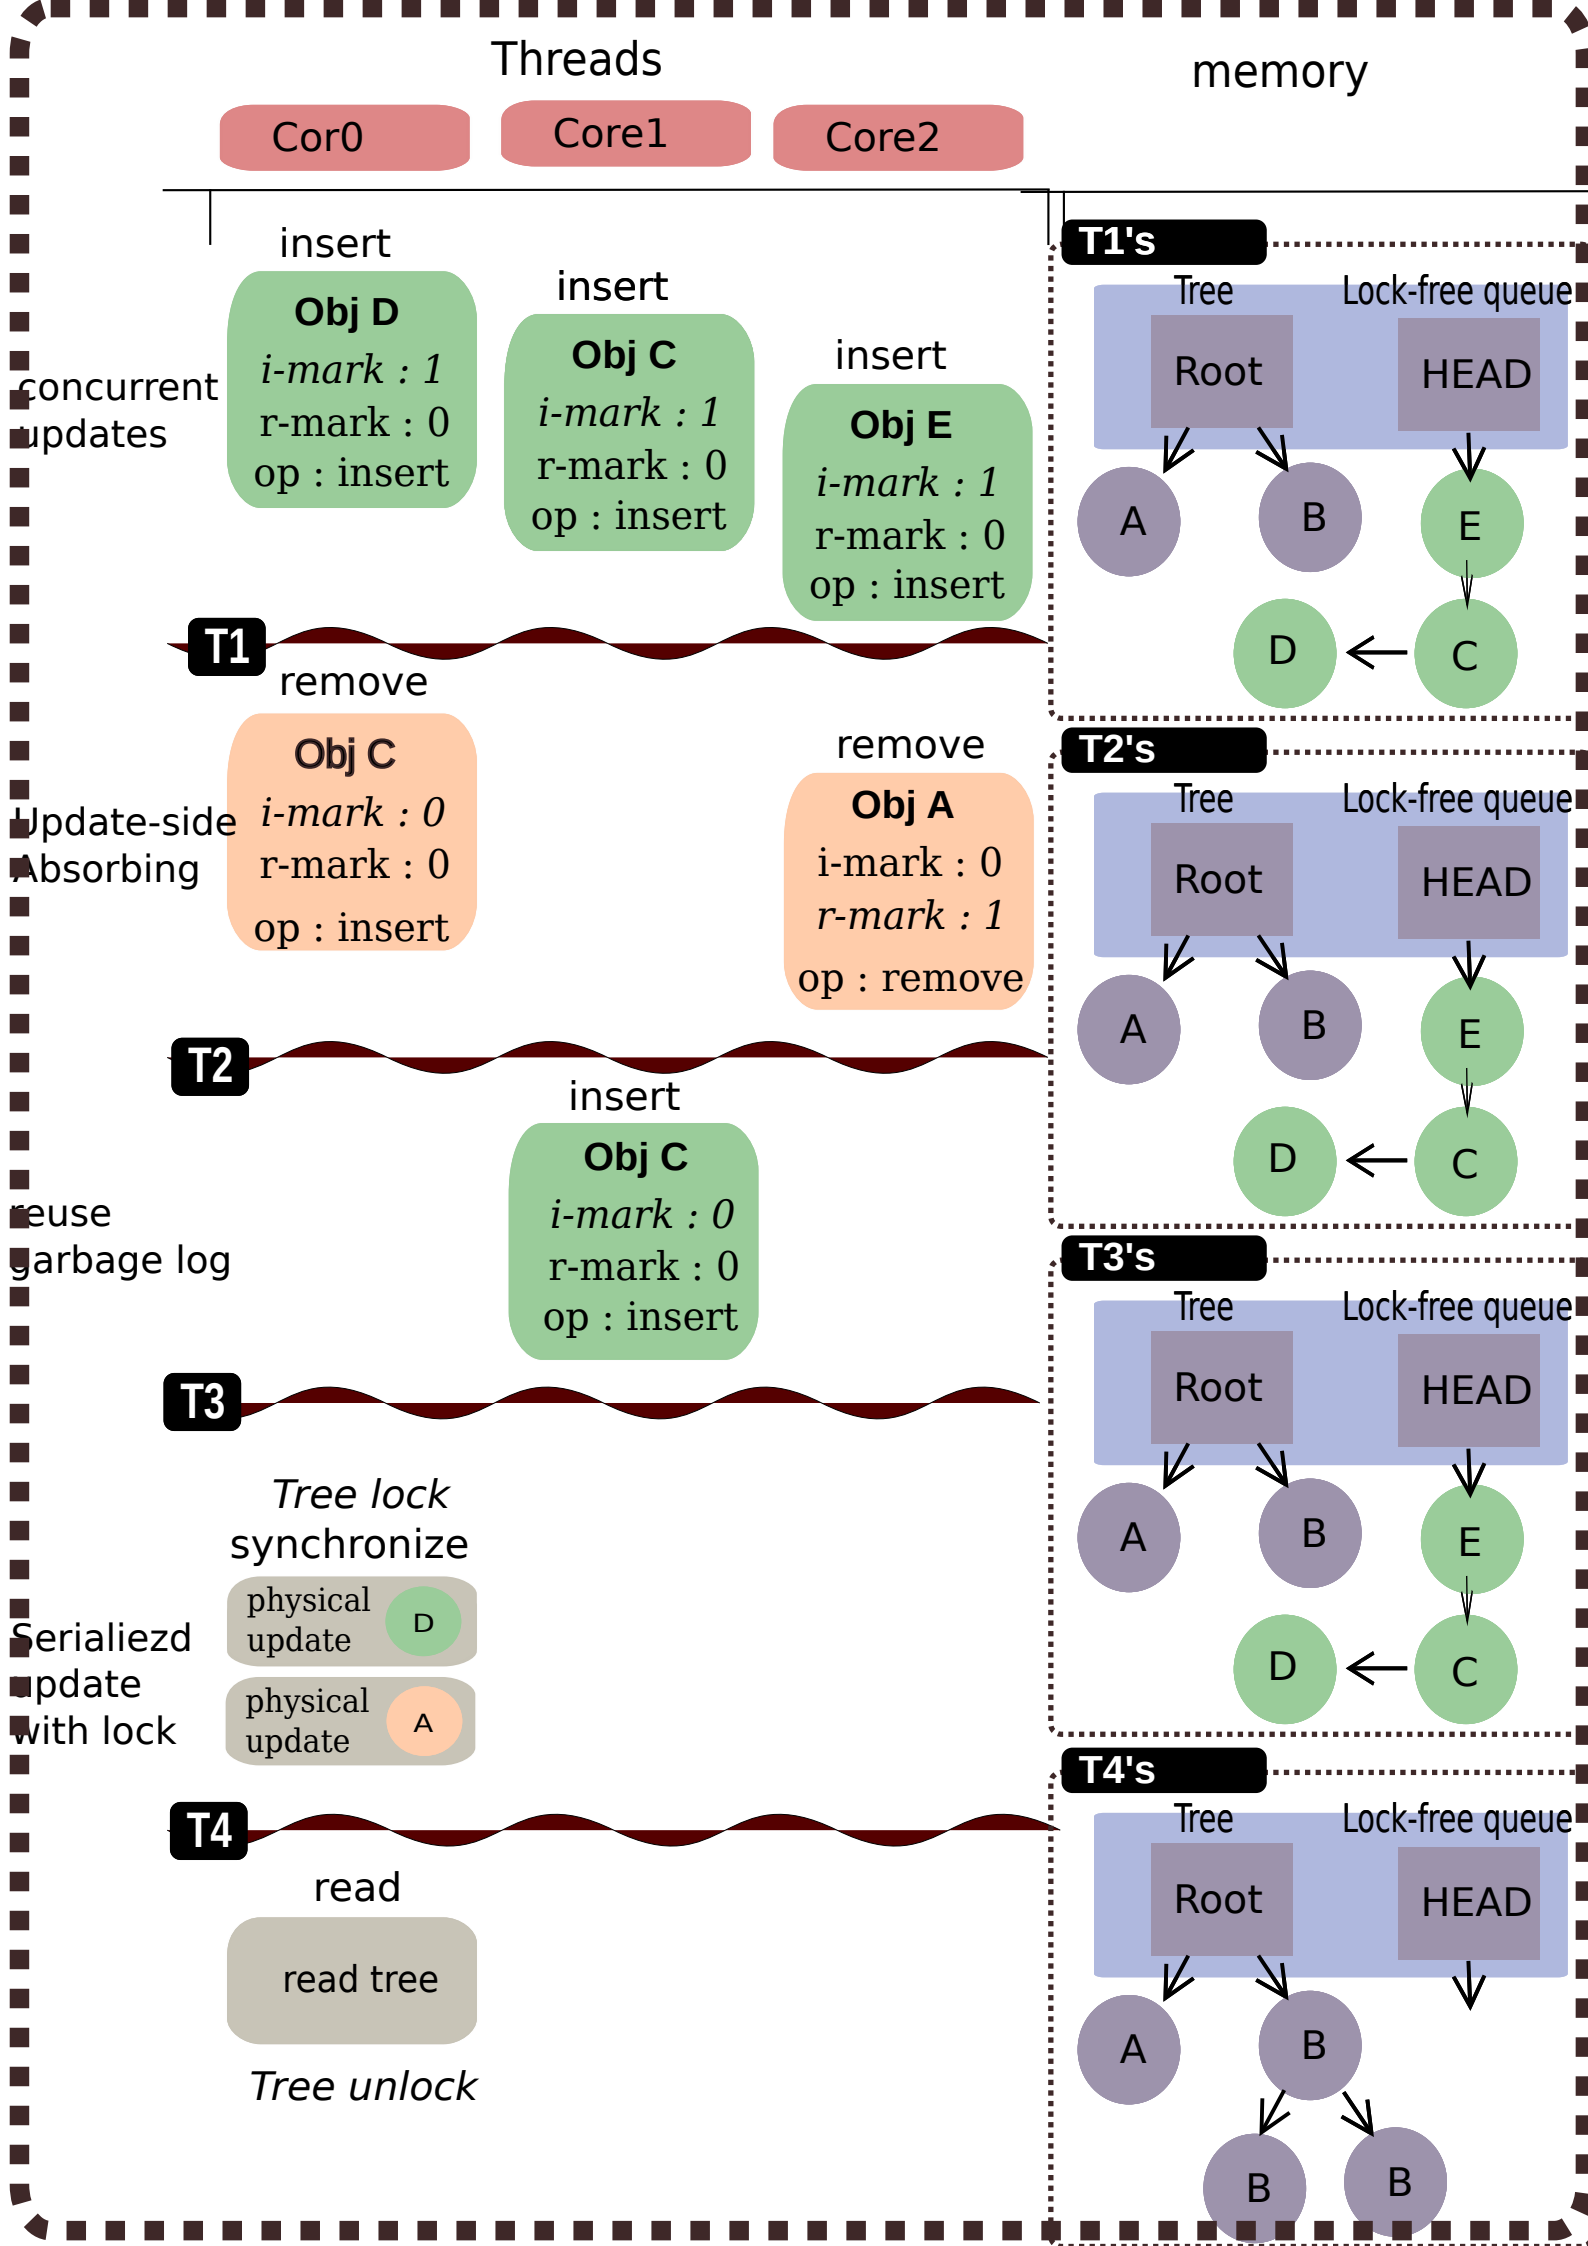 Threads
memory
Cor0
Core1
Core2
concurrent
updates
insert
Obj D
i-mark : 1
r-mark : 0
op : insert
insert
Obj C
i-mark : 1
r-mark : 0
op : insert
insert
Obj E
i-mark : 1
r-mark : 0
op : insert
T1's
Tree
Lock-free queue
Root
HEAD
A
B
E
D
C
T1
Update-side
Absorbing
remove
Obj C
i-mark : 0
r-mark : 0
op : insert
remove
Obj A
i-mark : 0
r-mark : 1
op : remove
T2's
Tree
Lock-free queue
Root
HEAD
A
B
E
D
C
T2
reuse
garbage log
insert
Obj C
i-mark : 0
r-mark : 0
op : insert
T3's
Tree
Lock-free queue
Root
HEAD
A
B
E
D
C
T3
Serialiezd
update
with lock
Tree lock
synchronize
physical
update
D
physical
update
A
T4
read
read tree
Tree unlock
T4's
Tree
Lock-free queue
Root
HEAD
A
B
B
B